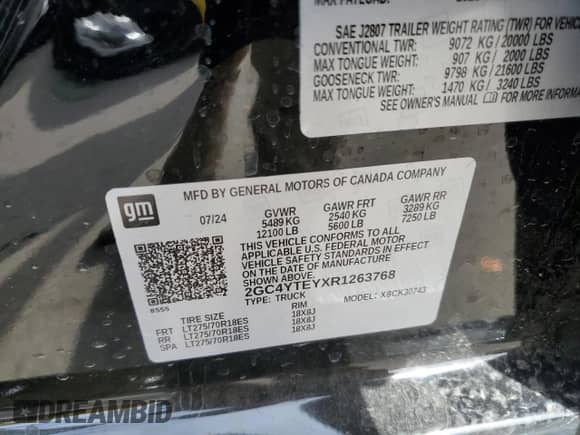 SAE J2807 TRAILER WEIGHT RATING (TWR) FOR VEHIC
CONVENTIONAL TWR: 9072 KG/20000 LBS
MAX TONGUE WEIGHT: 907 KG/ 2000 LBS
GOOSENECK TWR: 9798 KG/21600 LBS
MAX TONGUE WEIGHT: 1470 KG/ 3240 LBS
SEE OWNER'S MANUAL FOR MORE INFORMATION
MFD BY GENERAL MOTORS OF CANADA COMPANY
gm
07/24 GVWR GAWR FRT GAWR RR
5489 KG 2540 KG 3289 KG
12100 LB 5600 LB 7250 LB
THIS VEHICLE CONFORMS TO ALL
APPLICABLE U.S. FEDERAL MOTOR
VEHICLE SAFETY STANDARDS IN EFFECT
ON THE DATE OF MANUFACTURE
SHOWN ABOVE.
2GC4YTEYXR1263768
TYPE: TRUCK MODEL: X8CK30743
8555
TIRE SIZE RIM
FRT LT275/70R18ES 18X8J
RR LT275/70R18ES 18X8J
SPA LT275/70R18ES 18X8J
DREAMBID